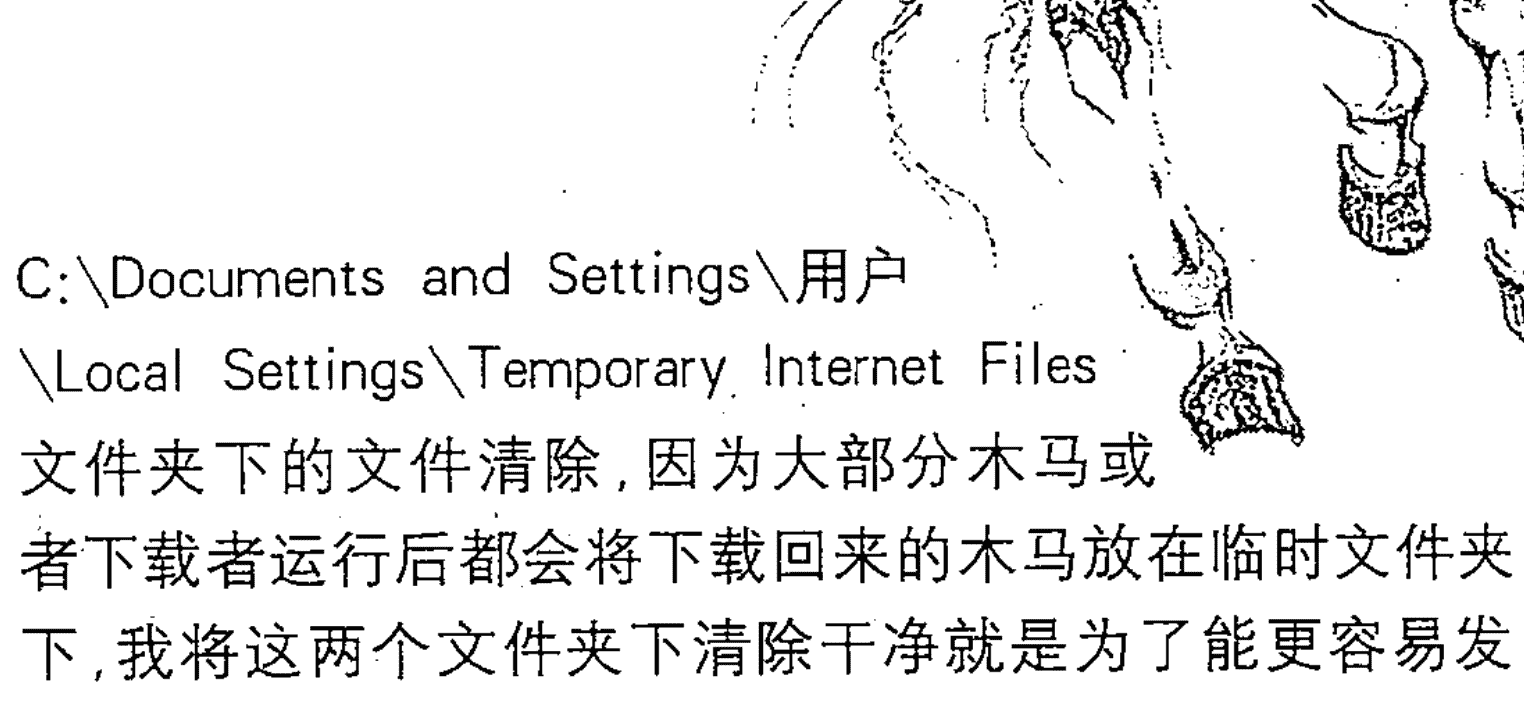 C:\Documents and Settings\用户
\Local Settings\Temporary Internet Files
文件夹下的文件清除,因为大部分木马或
者下载者运行后都会将下载回来的木马放在临时文件夹
下,我将这两个文件夹下清除干净就是为了能更容易发